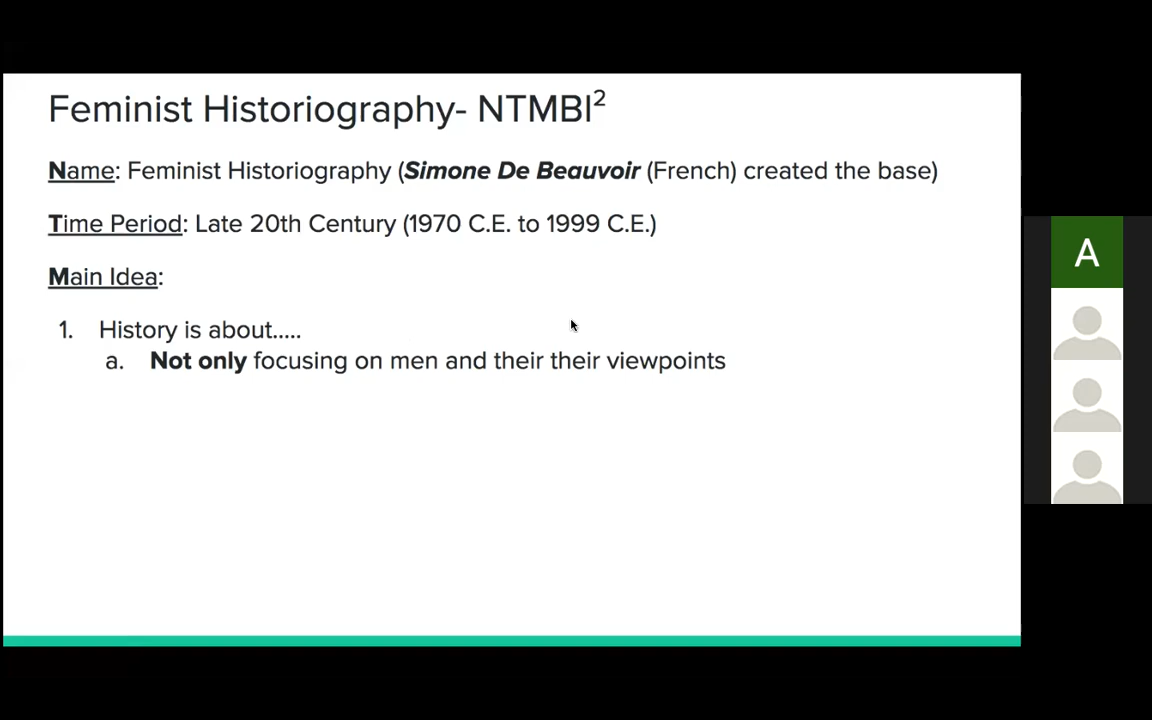 Feminist Historiography- NTMBI²
Name: Feminist Historiography (Simone De Beauvoir (French) created the base)
Time Period: Late 20th Century (1970 C.E. to 1999 C.E.)
Main Idea:
1. History is about.....
a. Not only focusing on men and their their viewpoints
A